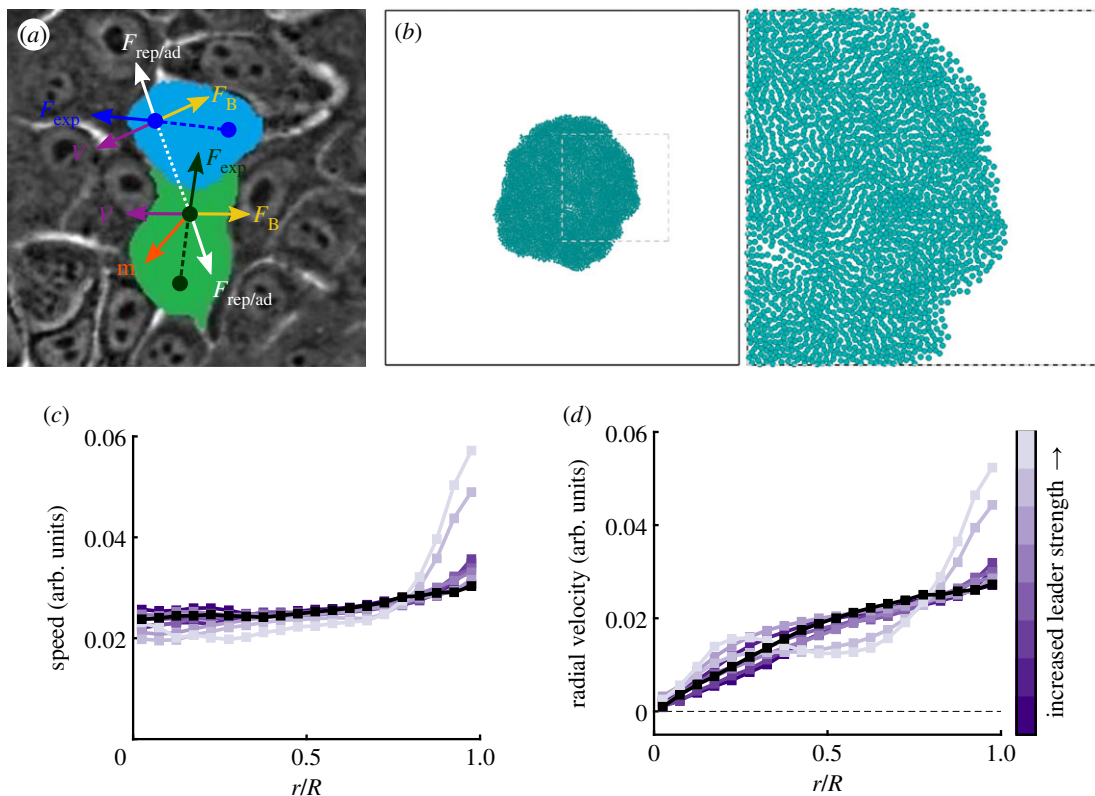 (a)
F_rep/ad
F_B
F_exp
V
F_exp
V
F_B
m
F_rep/ad
(b)
(c)
0.06
0.04
0.02
0
0.5
1.0
speed (arb. units)
r/R
(d)
0.06
0.04
0.02
0
0
0.5
1.0
radial velocity (arb. units)
r/R
increased leader strength →